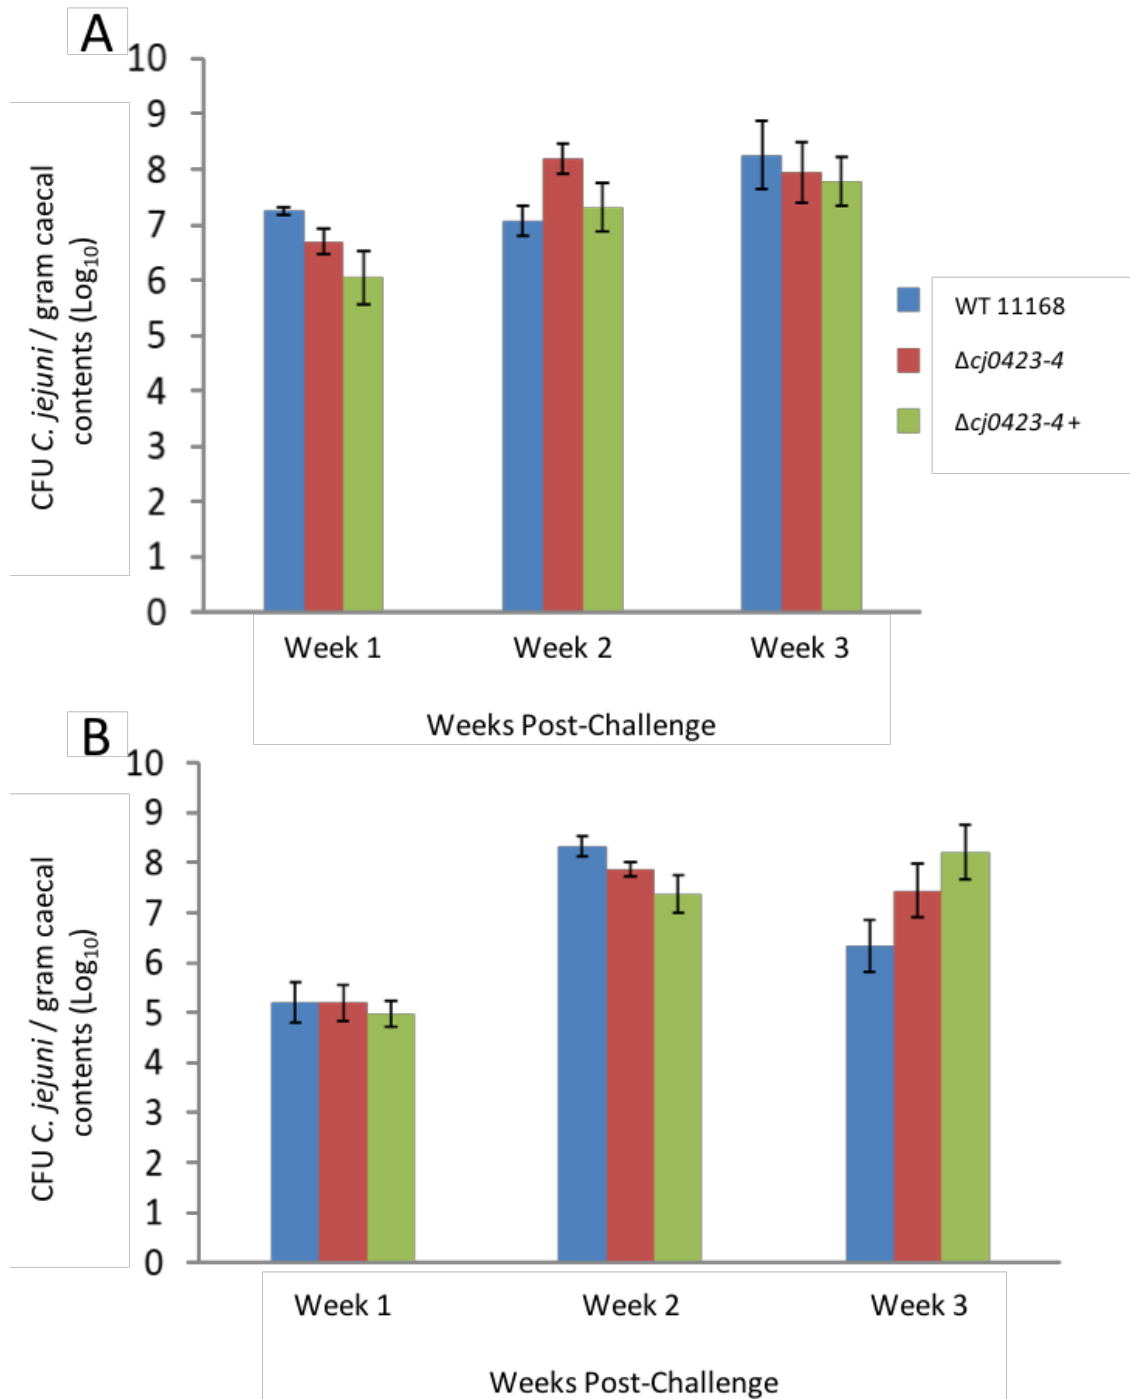 A
10
9
8
7
6
5
4
3
2
1
0
CFU C. jejuni / gram caecal
contents (Log10)
WT 11168
Δcj0423-4
Δcj0423-4 +
Week 1 Week 2 Week 3
Weeks Post-Challenge
B
10
9
8
7
6
5
4
3
2
1
0
CFU C. jejuni / gram caecal
contents (Log10)
Week 1 Week 2 Week 3
Weeks Post-Challenge